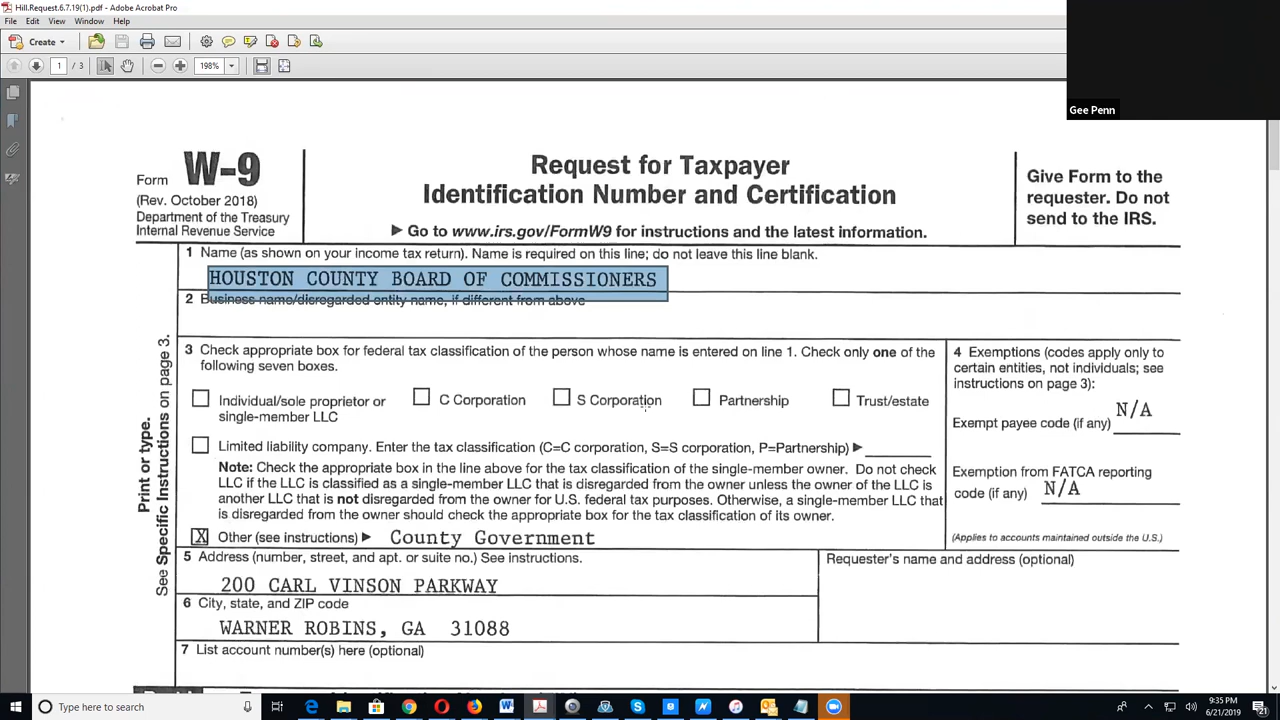 Hill.Request.6.7.19(1).pdf - Adobe Acrobat Pro
File Edit View Window Help
Create
1 / 3 198%
Gee Penn
Form W-9
(Rev. October 2018)
Department of the Treasury
Internal Revenue Service
Request for Taxpayer
Identification Number and Certification
▶ Go to www.irs.gov/FormW9 for instructions and the latest information.
Give Form to the
requester. Do not
send to the IRS.
1 Name (as shown on your income tax return). Name is required on this line; do not leave this line blank.
HOUSTON COUNTY BOARD OF COMMISSIONERS
2 Business name/disregarded entity name, if different from above
Print or type.
See Specific Instructions on page 3.
3 Check appropriate box for federal tax classification of the person whose name is entered on line 1. Check only one of the
following seven boxes.
Individual/sole proprietor or
single-member LLC
C Corporation
S Corporation
Partnership
Trust/estate
Limited liability company. Enter the tax classification (C=C corporation, S=S corporation, P=Partnership) ▶
Note: Check the appropriate box in the line above for the tax classification of the single-member owner. Do not check
LLC if the LLC is classified as a single-member LLC that is disregarded from the owner unless the owner of the LLC is
another LLC that is not disregarded from the owner for U.S. federal tax purposes. Otherwise, a single-member LLC that
is disregarded from the owner should check the appropriate box for the tax classification of its owner.
X Other (see instructions) ▶ County Government
4 Exemptions (codes apply only to
certain entities, not individuals; see
instructions on page 3):
Exempt payee code (if any) N/A
Exemption from FATCA reporting
code (if any) N/A
(Applies to accounts maintained outside the U.S.)
5 Address (number, street, and apt. or suite no.) See instructions.
200 CARL VINSON PARKWAY
Requester's name and address (optional)
6 City, state, and ZIP code
WARNER ROBINS, GA 31088
7 List account number(s) here (optional)
Type here to search
9:35 PM
6/21/2019